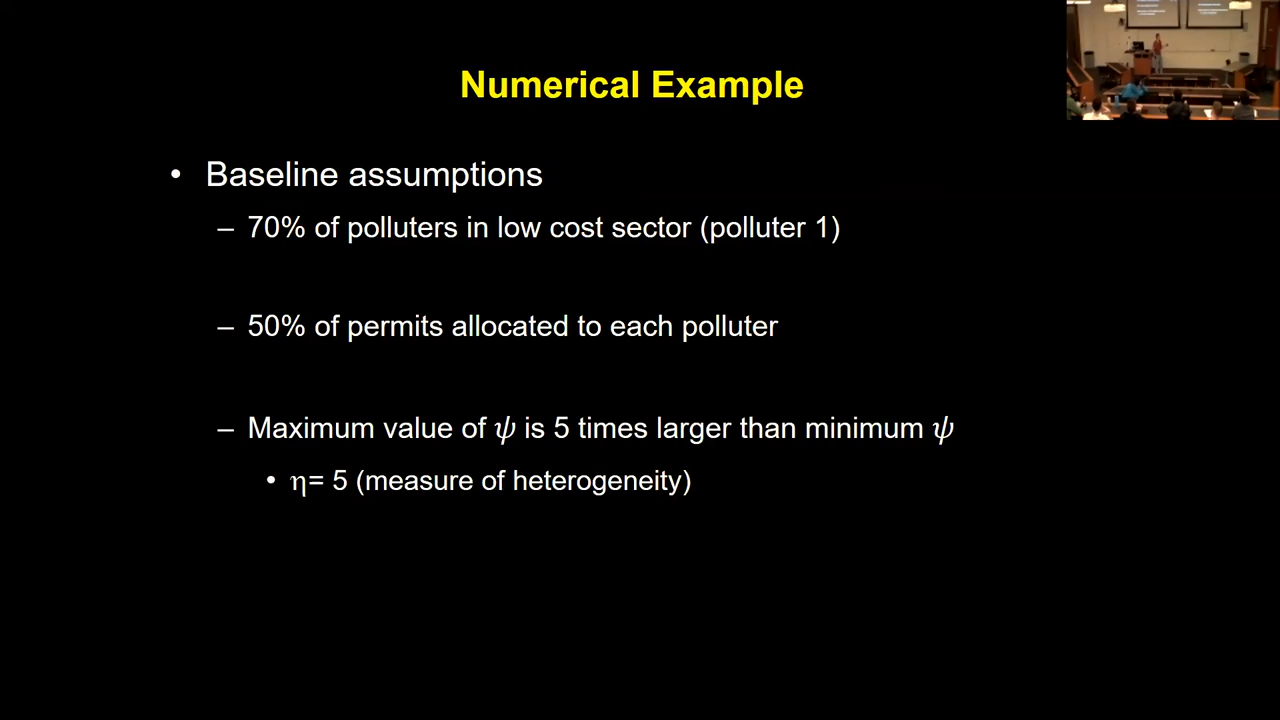 Numerical Example
• Baseline assumptions
– 70% of polluters in low cost sector (polluter 1)
– 50% of permits allocated to each polluter
– Maximum value of ψ is 5 times larger than minimum ψ
• η= 5 (measure of heterogeneity)